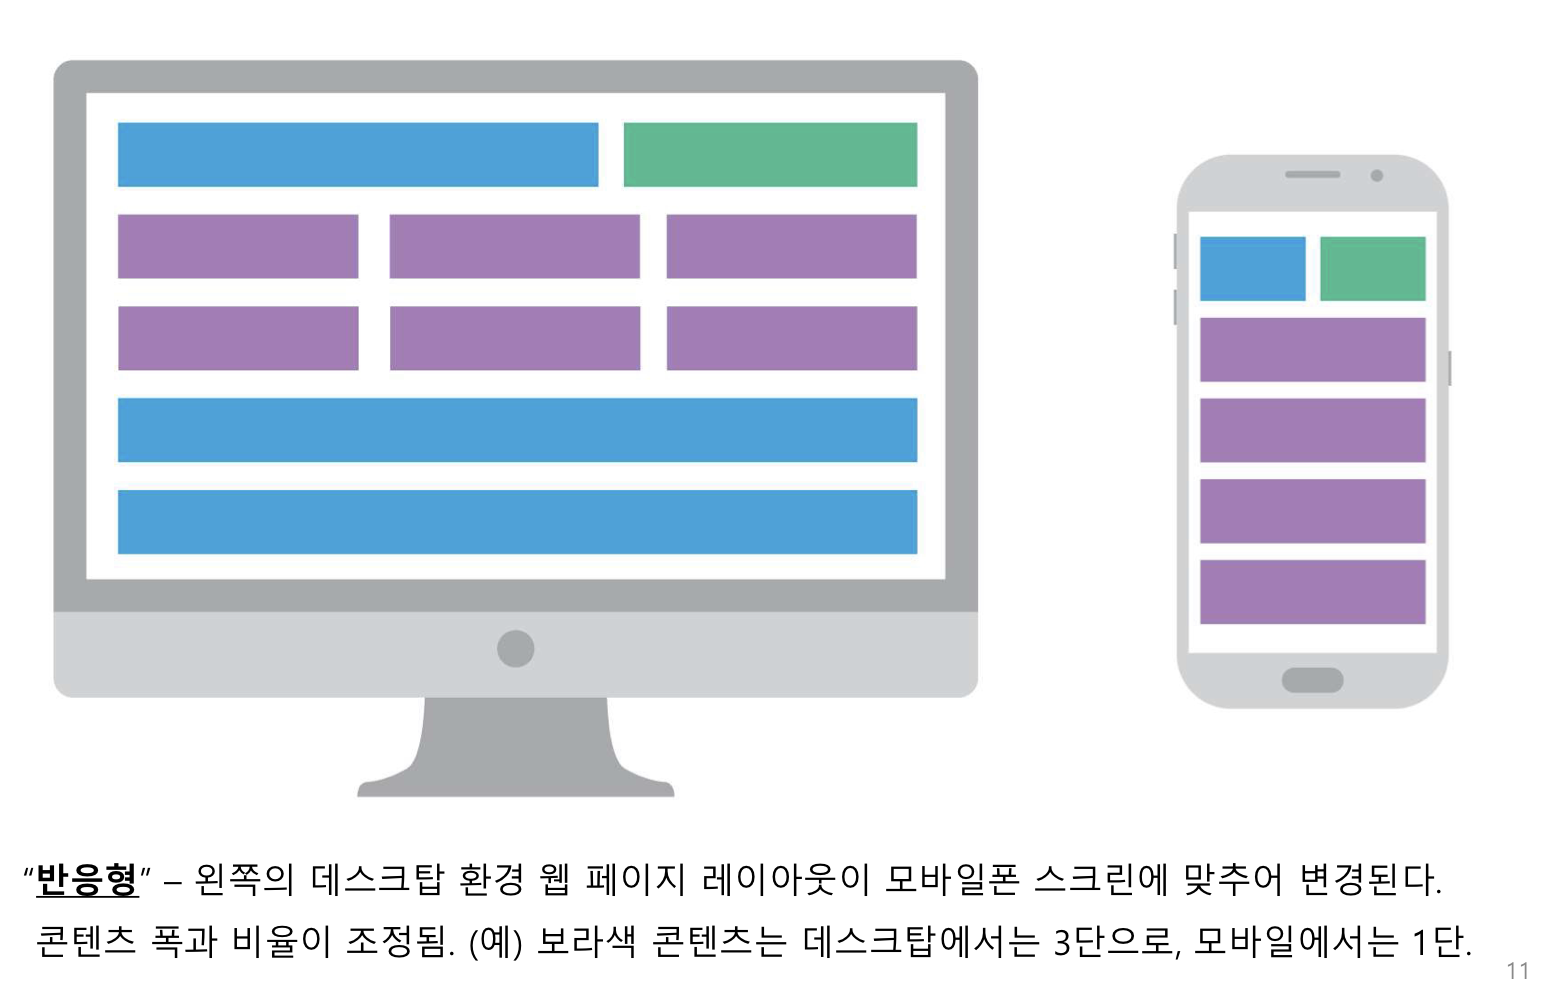 “반응형” – 왼쪽의 데스크탑 환경 웹 페이지 레이아웃이 모바일폰 스크린에 맞추어 변경된다.
콘텐츠 폭과 비율이 조정됨. (예) 보라색 콘텐츠는 데스크탑에서는 3단으로, 모바일에서는 1단.
11